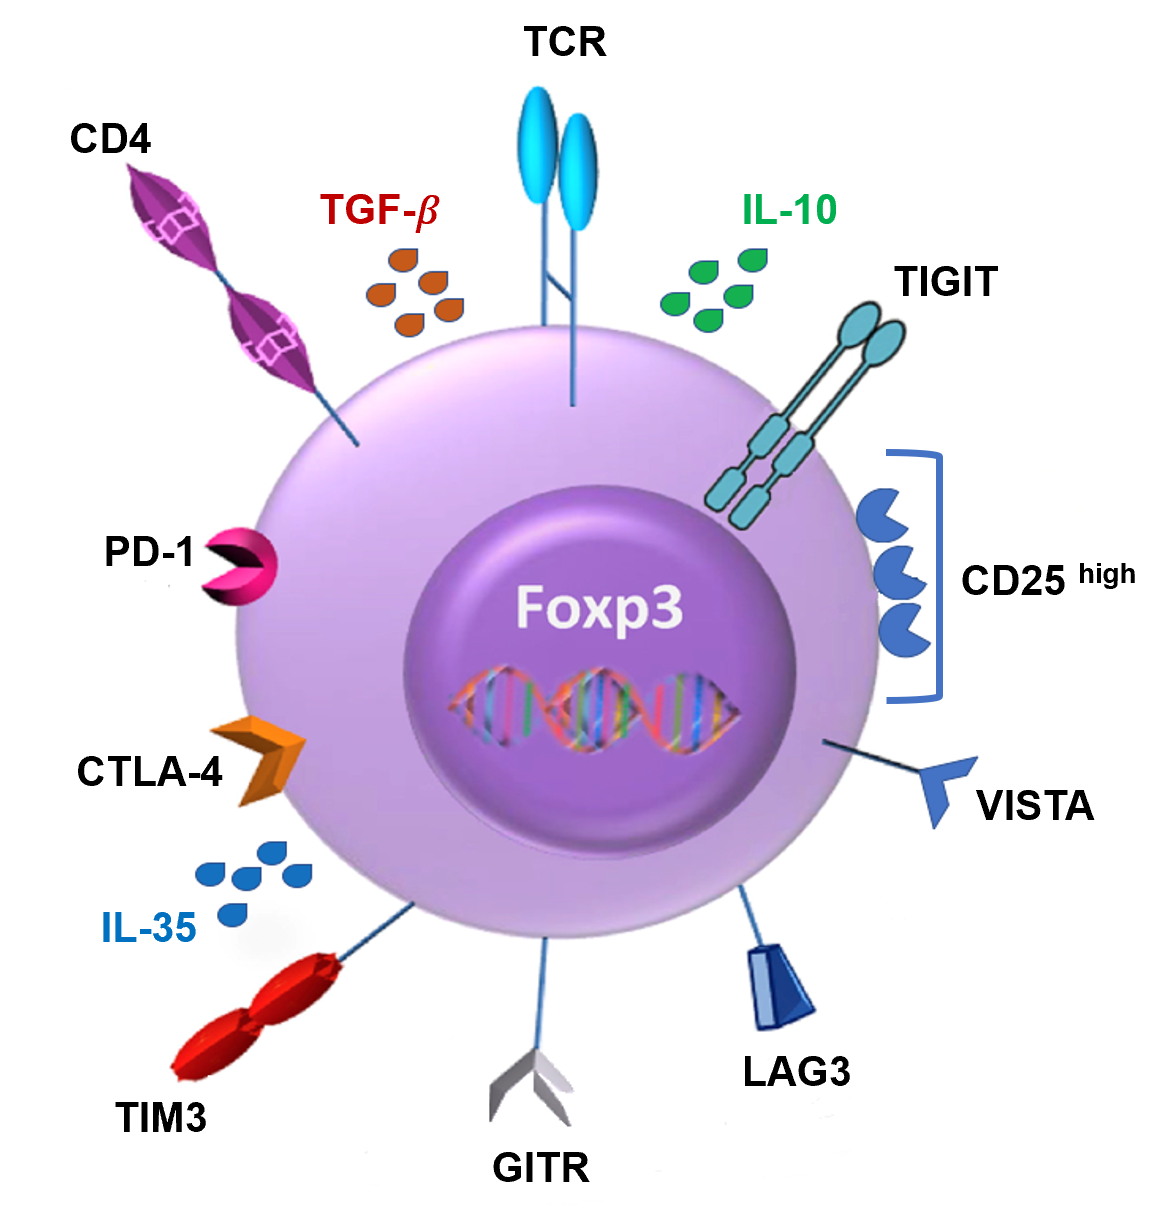 TCR
CD4
TGF-β
IL-10
TIGIT
PD-1
CD25 high
Foxp3
CTLA-4
VISTA
IL-35
LAG3
TIM3
GITR